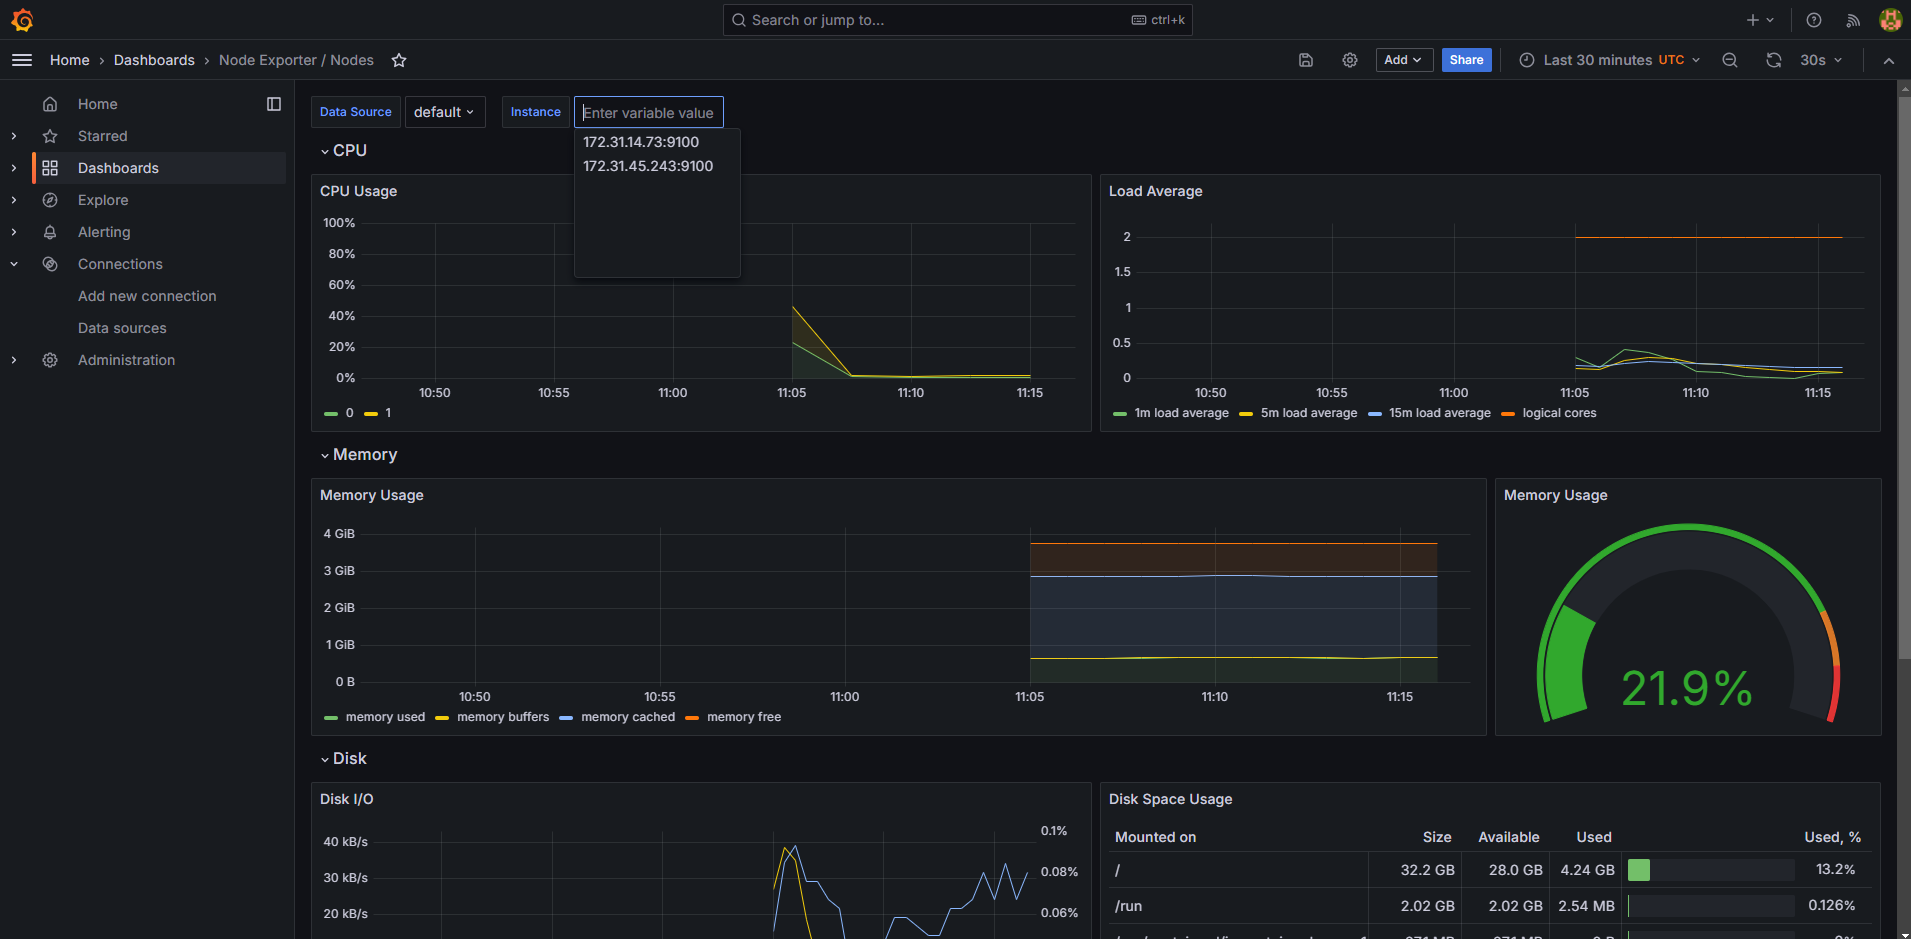 Search or jump to...
ctrl+k
Home › Dashboards › Node Exporter / Nodes
Add
Share
Last 30 minutes UTC
30s
Home
Starred
Dashboards
Explore
Alerting
Connections
Add new connection
Data sources
Administration
Data Source
default
Instance
Enter variable value
172.31.14.73:9100
172.31.45.243:9100
CPU
CPU Usage
100%
80%
60%
40%
20%
0%
10:50 10:55 11:00 11:05 11:10 11:15
0 1
Load Average
2
1.5
1
0.5
0
10:50 10:55 11:00 11:05 11:10 11:15
1m load average 5m load average 15m load average logical cores
Memory
Memory Usage
4 GiB
3 GiB
2 GiB
1 GiB
0 B
10:50 10:55 11:00 11:05 11:10 11:15
memory used memory buffers memory cached memory free
Memory Usage
21.9%
Disk
Disk I/O
40 kB/s
30 kB/s
20 kB/s
0.1%
0.08%
0.06%
Disk Space Usage
Mounted on Size Available Used Used, %
/ 32.2 GB 28.0 GB 4.24 GB 13.2%
/run 2.02 GB 2.02 GB 2.54 MB 0.126%